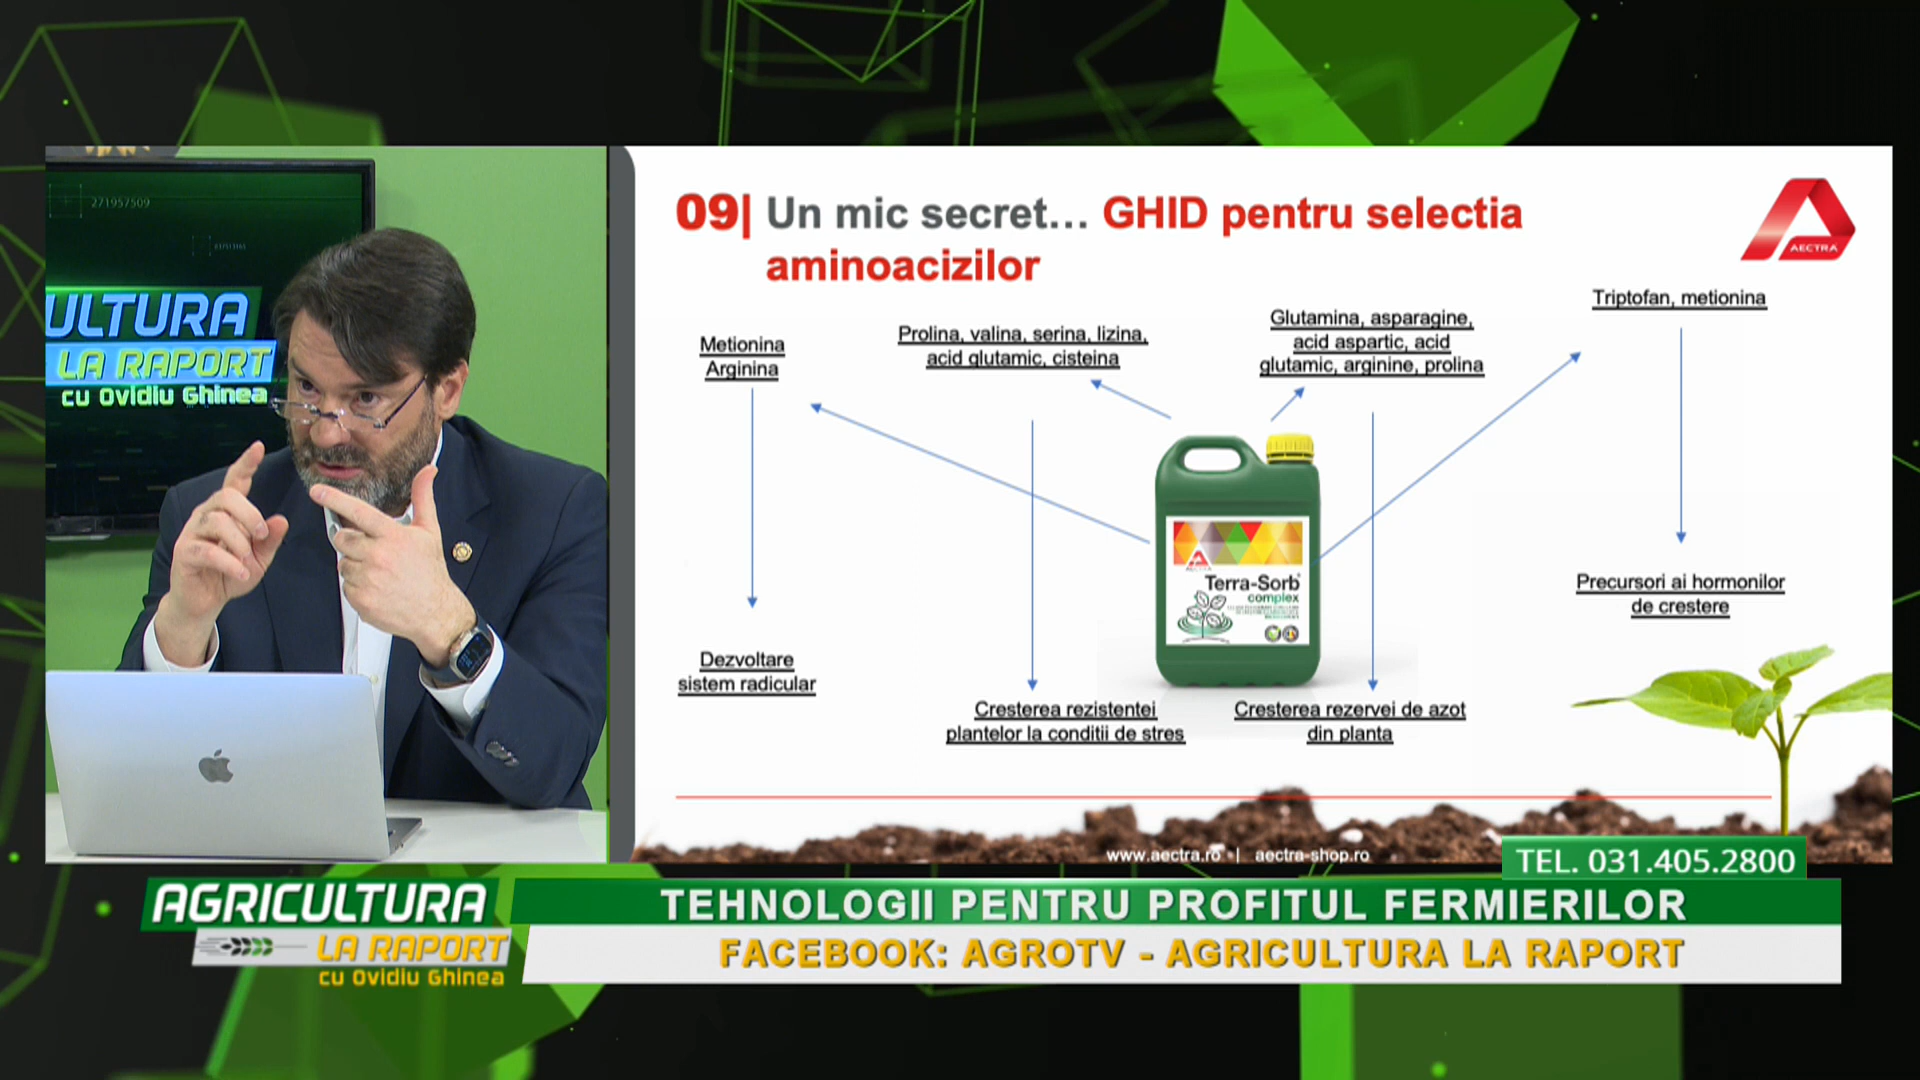 271957509
ULTURA
LA RAPORT
cu Ovidiu Ghinea
09| Un mic secret... GHID pentru selectia
aminoacizilor
AECTRA
Metionina
Arginina
Prolina, valina, serina, lizina,
acid glutamic, cisteina
Glutamina, asparagine,
acid aspartic, acid
glutamic, arginine, prolina
Triptofan, metionina
Terra-Sorb®
complex
Dezvoltare
sistem radicular
Cresterea rezistentei
plantelor la conditii de stres
Cresterea rezervei de azot
din planta
Precursori ai hormonilor
de crestere
www.aectra.ro | aectra-shop.ro
TEL. 031.405.2800
AGRICULTURA
LA RAPORT
cu Ovidiu Ghinea
TEHNOLOGII PENTRU PROFITUL FERMIERILOR
FACEBOOK: AGROTV - AGRICULTURA LA RAPORT